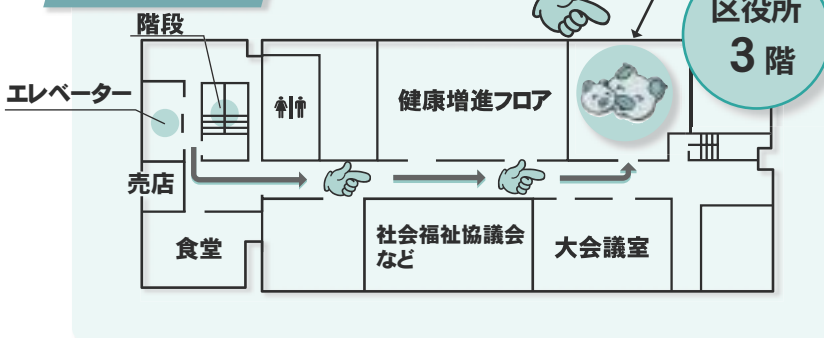 階段
区役所
3階
エレベーター
健康増進フロア
売店
食堂
社会福祉協議会
など
大会議室